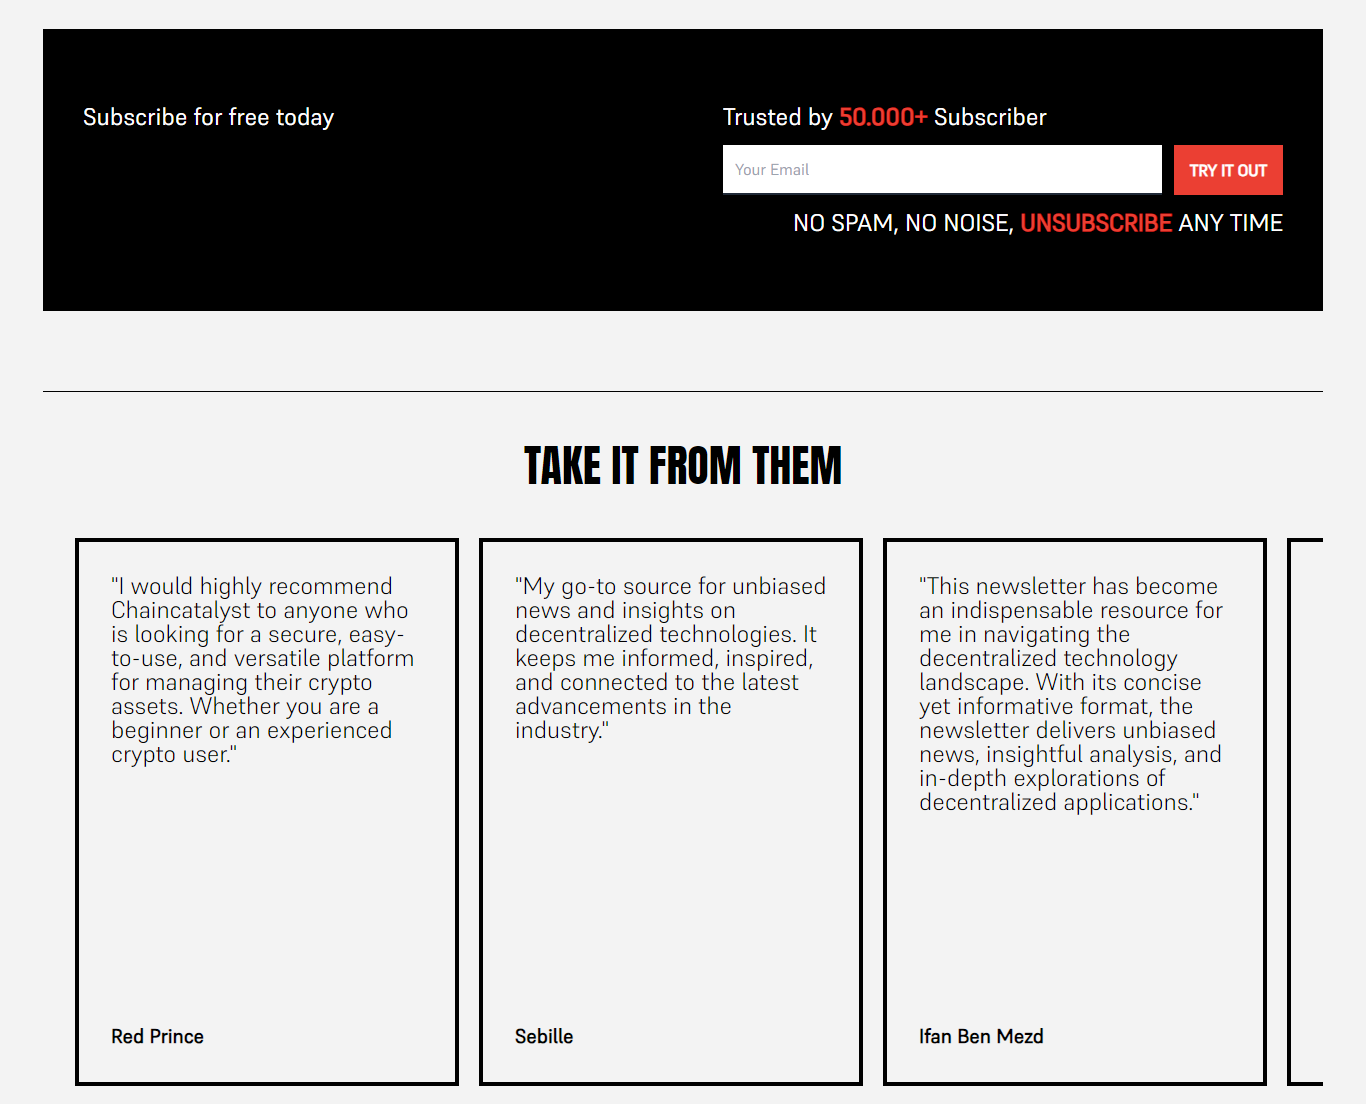 Subscribe for free today
Trusted by 50.000+ Subscriber
Your Email
TRY IT OUT
NO SPAM, NO NOISE, UNSUBSCRIBE ANY TIME
TAKE IT FROM THEM
"I would highly recommend
Chaincatalyst to anyone who
is looking for a secure, easy-
to-use, and versatile platform
for managing their crypto
assets. Whether you are a
beginner or an experienced
crypto user."
Red Prince
"My go-to source for unbiased
news and insights on
decentralized technologies. It
keeps me informed, inspired,
and connected to the latest
advancements in the
industry."
Sebille
"This newsletter has become
an indispensable resource for
me in navigating the
decentralized technology
landscape. With its concise
yet informative format, the
newsletter delivers unbiased
news, insightful analysis, and
in-depth explorations of
decentralized applications."
Ifan Ben Mezd